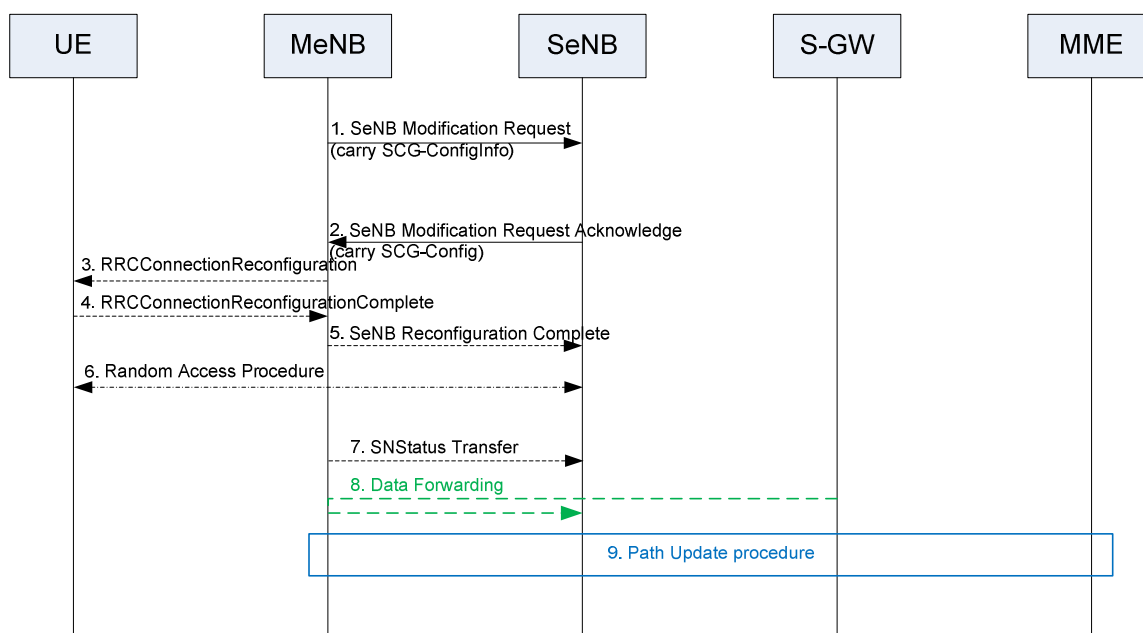 UE
MeNB
SeNB
S-GW
MME
1. SeNB Modification Request
(carry SCG-ConfigInfo)
2. SeNB Modification Request Acknowledge
(carry SCG-Config)
3. RRCConnectionReconfiguration
4. RRCConnectionReconfigurationComplete
5. SeNB Reconfiguration Complete
6. Random Access Procedure
7. SNStatus Transfer
8. Data Forwarding
9. Path Update procedure